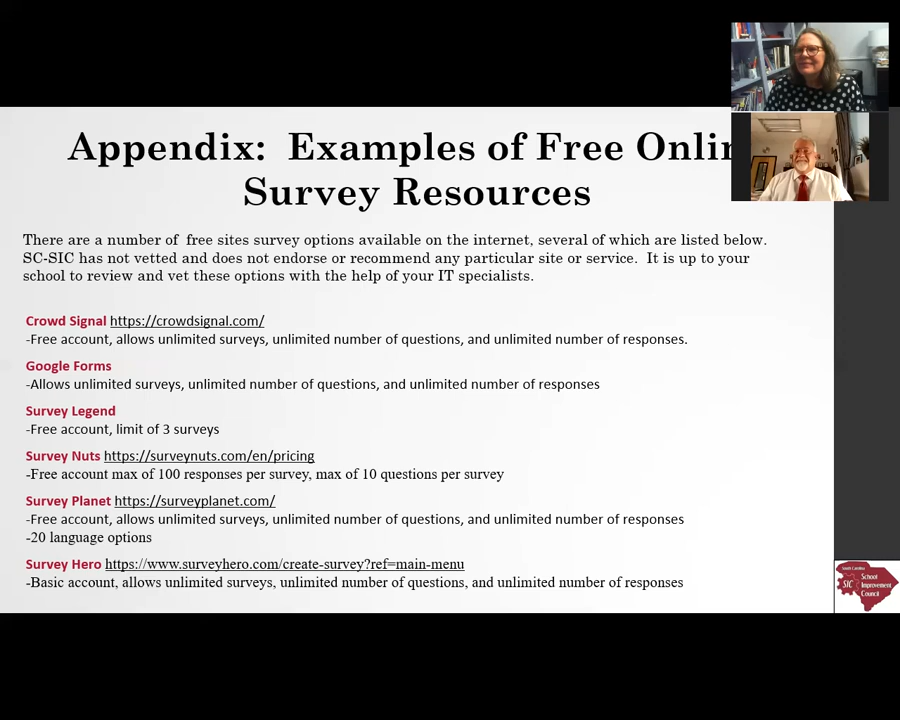 Appendix:  Examples of Free Onlin
Survey Resources
There are a number of  free sites survey options available on the internet, several of which are listed below.
SC-SIC has not vetted and does not endorse or recommend any particular site or service.  It is up to your
school to review and vet these options with the help of your IT specialists.
Crowd Signal https://crowdsignal.com/
-Free account, allows unlimited surveys, unlimited number of questions, and unlimited number of responses.
Google Forms
-Allows unlimited surveys, unlimited number of questions, and unlimited number of responses
Survey Legend
-Free account, limit of 3 surveys
Survey Nuts https://surveynuts.com/en/pricing
-Free account max of 100 responses per survey, max of 10 questions per survey
Survey Planet https://surveyplanet.com/
-Free account, allows unlimited surveys, unlimited number of questions, and unlimited number of responses
-20 language options
Survey Hero https://www.surveyhero.com/create-survey?ref=main-menu
-Basic account, allows unlimited surveys, unlimited number of questions, and unlimited number of responses
South Carolina
SIC
School
Improvement
Council